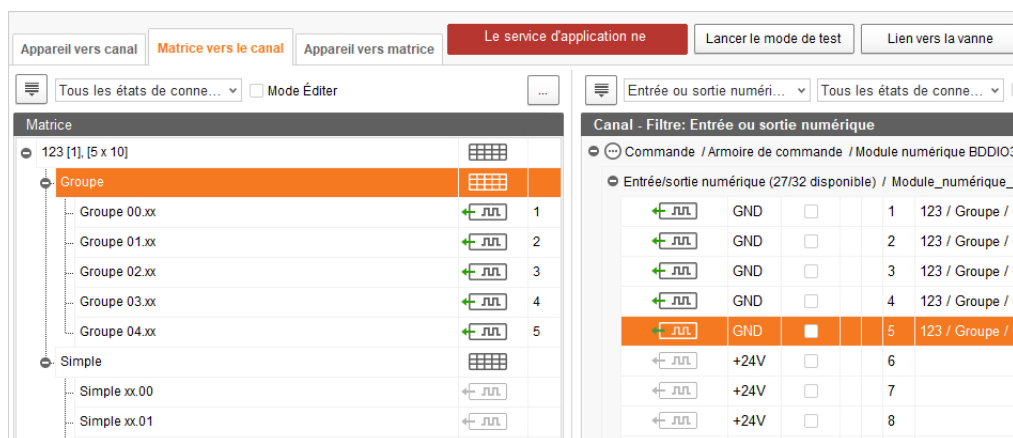 Appareil vers canal Matrice vers le canal Appareil vers matrice Le service d'application ne Lancer le mode de test Lien vers la vanne
Tous les états de conne... Mode Éditer ... Entrée ou sortie numéri... Tous les états de conne...
Matrice Canal - Filtre: Entrée ou sortie numérique
123 [1], [5 x 10] Commande / Armoire de commande / Module numérique BDDIO3
Groupe Entrée/sortie numérique (27/32 disponible) / Module_numérique_
Groupe 00.xx 1 GND 1 123 / Groupe /
Groupe 01.xx 2 GND 2 123 / Groupe /
Groupe 02.xx 3 GND 3 123 / Groupe /
Groupe 03.xx 4 GND 4 123 / Groupe /
Groupe 04.xx 5 GND 5 123 / Groupe /
Simple +24V 6
Simple xx.00 +24V 7
Simple xx.01 +24V 8